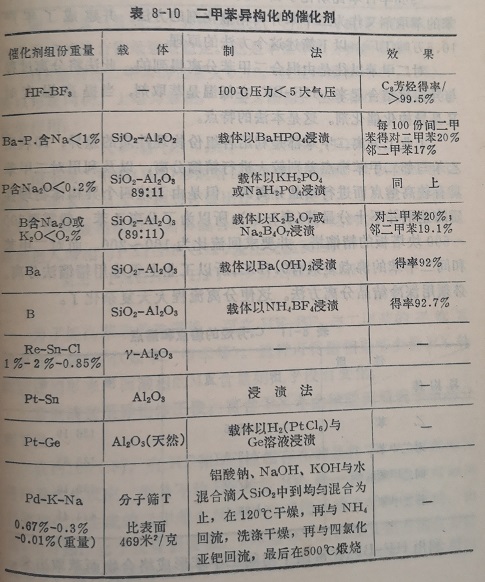 表 8-10 二甲苯异构化的催化剂
催化剂组份重量 载体 制法 效果
HF-BF₃ — 100℃压力<5大气压 C₈芳烃得率/
>99.5%
Ba-P.含Na<1% SiO₂-Al₂O₂ 载体以BaHPO₄浸渍 每100份间二甲
苯得对二甲苯20%
邻二甲苯17%
P含Na₂O<0.2% SiO₂-Al₂O₃
89:11 载体以KH₂PO₄
或NaH₂PO₄浸渍 同上
B含Na₂O或
K₂O<O₂% SiO₂-Al₂O₃
(89:11) 载体以K₂B₄O₇或
Na₂B₄O₇浸渍 对二甲苯20%;
邻二甲苯19.1%
Ba SiO₂-Al₂O₃ 载体以Ba(OH)₂浸渍 得率92%
B SiO₂-Al₂O₃ 载体以NH₄BF₄浸渍 得率92.7%
Re-Sn-Cl
1%-2%-0.85% γ-Al₂O₃ — —
Pt-Sn Al₂O₃ 浸渍法 —
Pt-Ge Al₂O₃(天然) 载体以H₂(PtCl₆)与
Ge溶液浸渍 —
Pd-K-Na
0.67%-0.3%
-0.01%(重量) 分子筛T
比表面
469米²/克 铝酸钠、NaOH、KOH与水
混合滴入SiO₂中到均匀混合为
止，在120℃干燥，再与NH₄
回流，洗涤干燥，再与四氯化
亚钯回流，最后在500℃煅烧 —